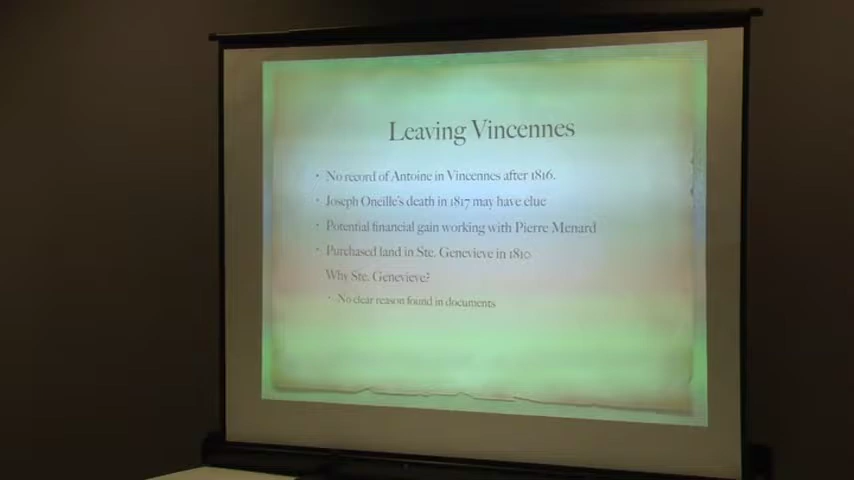 Leaving Vincennes
• No record of Antoine in Vincennes after 1816.
• Joseph Oneille's death in 1817 may have clue
• Potential financial gain working with Pierre Menard
• Purchased land in Ste. Genevieve in 1810
Why Ste. Genevieve?
• No clear reason found in documents